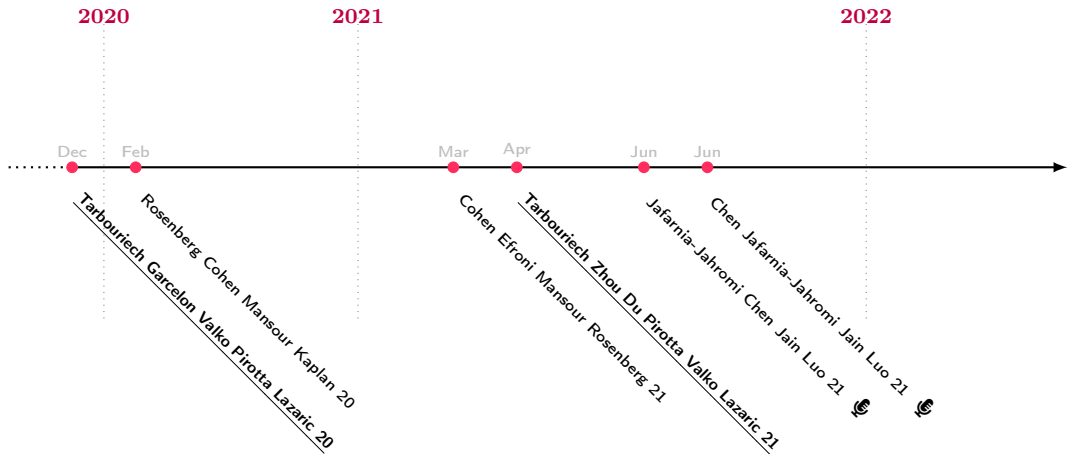 2020
2021
2022
Dec
Feb
Mar
Apr
Jun
Jun
Tarbouriech Garcelon Valko Pirotta Lazaric 20
Rosenberg Cohen Mansour Kaplan 20
Cohen Efroni Mansour Rosenberg 21
Tarbouriech Zhou Du Pirotta Valko Lazaric 21
Jafarnia-Jahromi Chen Jain Luo 21
Chen Jafarnia-Jahromi Jain Luo 21